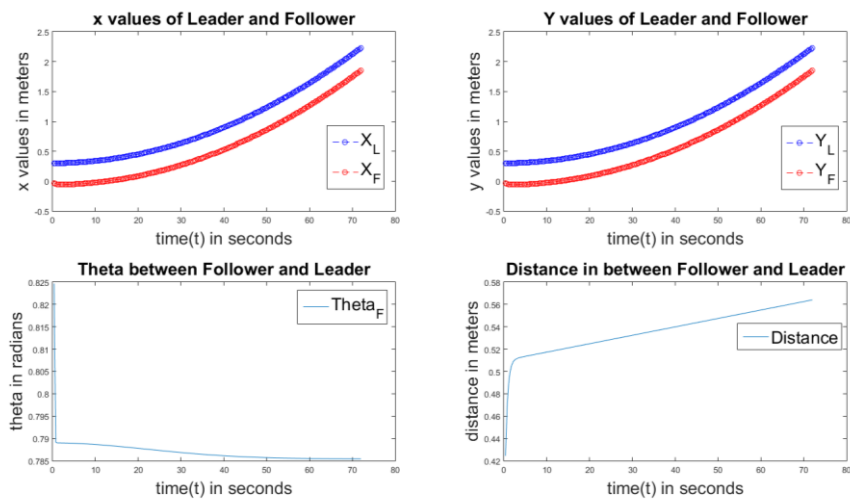 x values of Leader and Follower
x values in meters
2.5
2
1.5
1
0.5
0
-0.5
0 10 20 30 40 50 60 70 80
time(t) in seconds
X_L
X_F
Y values of Leader and Follower
y values in meters
2.5
2
1.5
1
0.5
0
-0.5
0 10 20 30 40 50 60 70 80
time(t) in seconds
Y_L
Y_F
Theta between Follower and Leader
theta in radians
0.825
0.82
0.815
0.81
0.805
0.8
0.795
0.79
0.785
0 10 20 30 40 50 60 70 80
time(t) in seconds
Theta_F
Distance in between Follower and Leader
distance in meters
0.58
0.56
0.54
0.52
0.5
0.48
0.46
0.44
0.42
0 10 20 30 40 50 60 70 80
time(t) in seconds
Distance